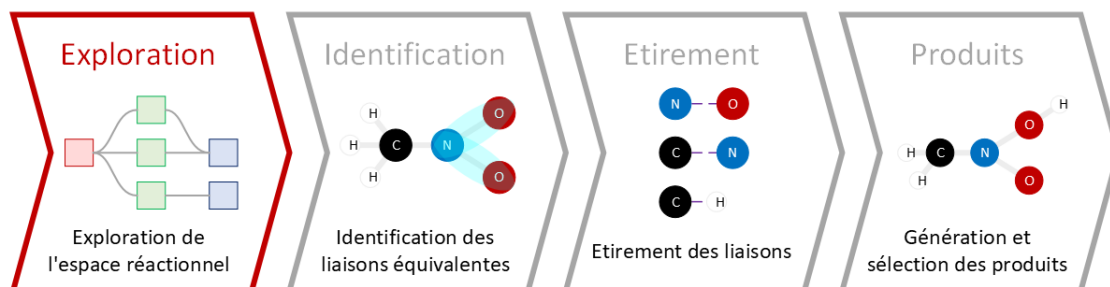 Exploration
Exploration de
l'espace réactionnel
Identification
H
H
H
C
N
O
O
Identification des
liaisons équivalentes
Etirement
N O
C N
C H
Etirement des liaisons
Produits
H
O
H
C
N
H
O
Génération et
sélection des produits